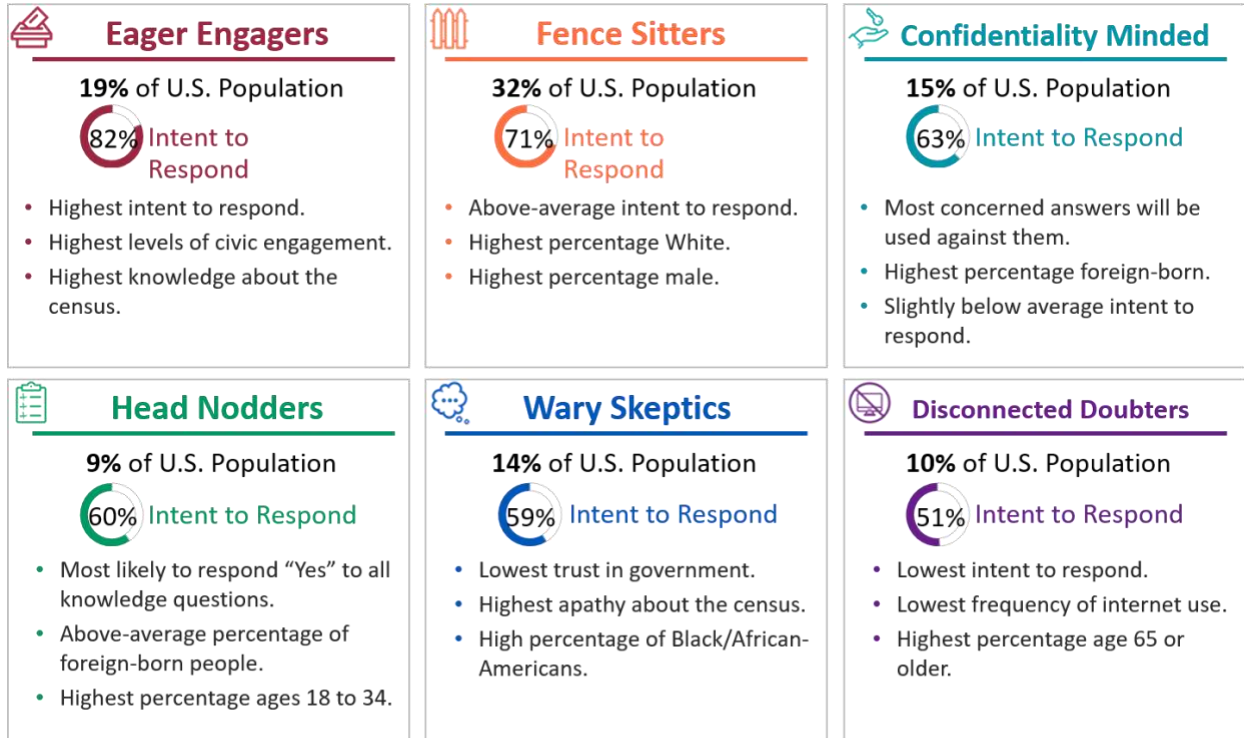 Eager Engagers
19% of U.S. Population
82%
Intent to
Respond
• Highest intent to respond.
• Highest levels of civic engagement.
• Highest knowledge about the
census.
Fence Sitters
32% of U.S. Population
71%
Intent to
Respond
• Above-average intent to respond.
• Highest percentage White.
• Highest percentage male.
Confidentiality Minded
15% of U.S. Population
63% Intent to Respond
• Most concerned answers will be
used against them.
• Highest percentage foreign-born.
• Slightly below average intent to
respond.
Head Nodders
9% of U.S. Population
60% Intent to Respond
• Most likely to respond “Yes” to all
knowledge questions.
• Above-average percentage of
foreign-born people.
• Highest percentage ages 18 to 34.
Wary Skeptics
14% of U.S. Population
59% Intent to Respond
• Lowest trust in government.
• Highest apathy about the census.
• High percentage of Black/African-
Americans.
Disconnected Doubters
10% of U.S. Population
51% Intent to Respond
• Lowest intent to respond.
• Lowest frequency of internet use.
• Highest percentage age 65 or
older.